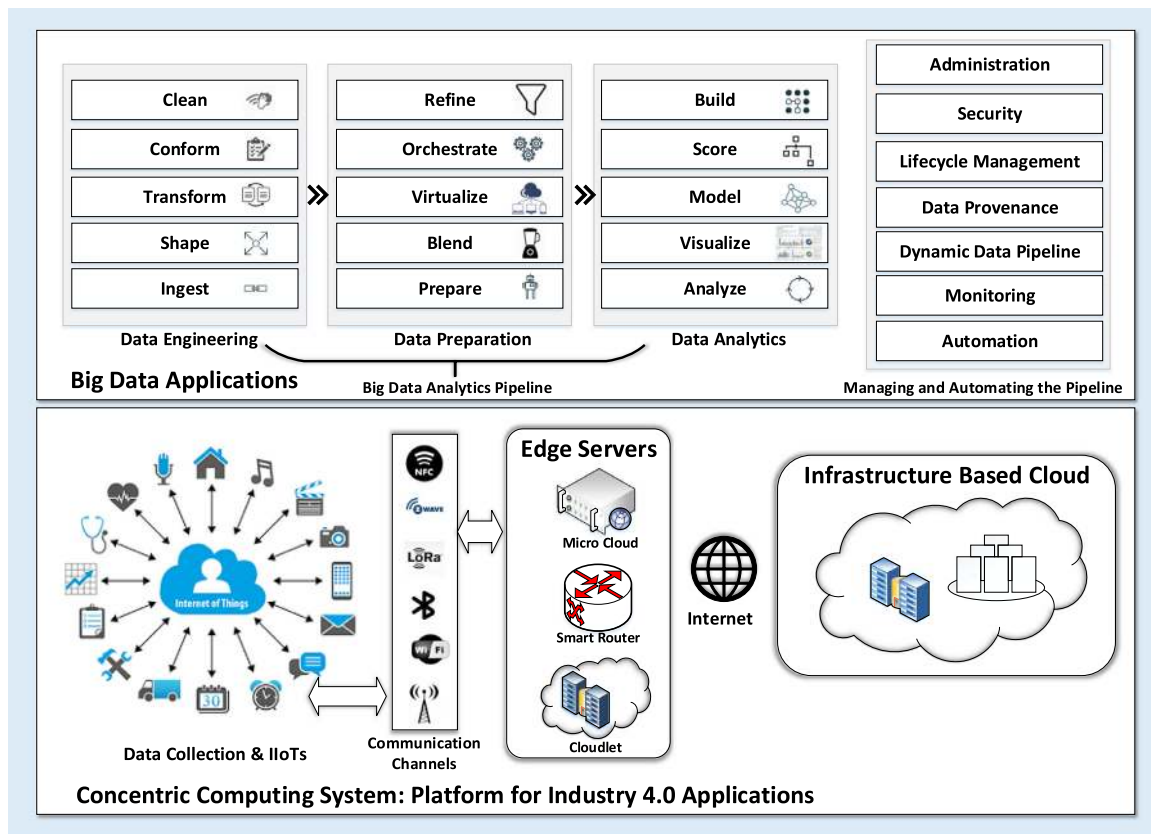 Clean
Conform
Transform
Shape
Ingest
Data Engineering
Refine
Orchestrate
Virtualize
Blend
Prepare
Data Preparation
Build
Score
Model
Visualize
Analyze
Data Analytics
Big Data Analytics Pipeline
Big Data Applications
Administration
Security
Lifecycle Management
Data Provenance
Dynamic Data Pipeline
Monitoring
Automation
Managing and Automating the Pipeline
Internet of Things
30
Data Collection & IIoTs
NFC
WAVE
LoRa
Wi Fi
Communication
Channels
Edge Servers
Micro Cloud
Smart Router
Cloudlet
Internet
Infrastructure Based Cloud
Concentric Computing System: Platform for Industry 4.0 Applications